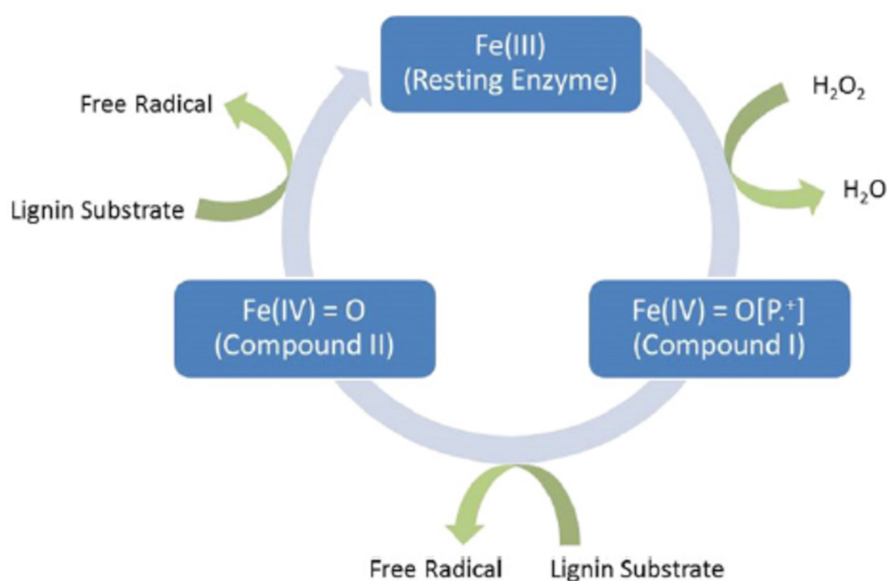 Fe(III)
(Resting Enzyme)
H₂O₂
Free Radical
H₂O
Lignin Substrate
Fe(IV) = O
(Compound II)
Fe(IV) = O[P.⁺]
(Compound I)
Free Radical
Lignin Substrate